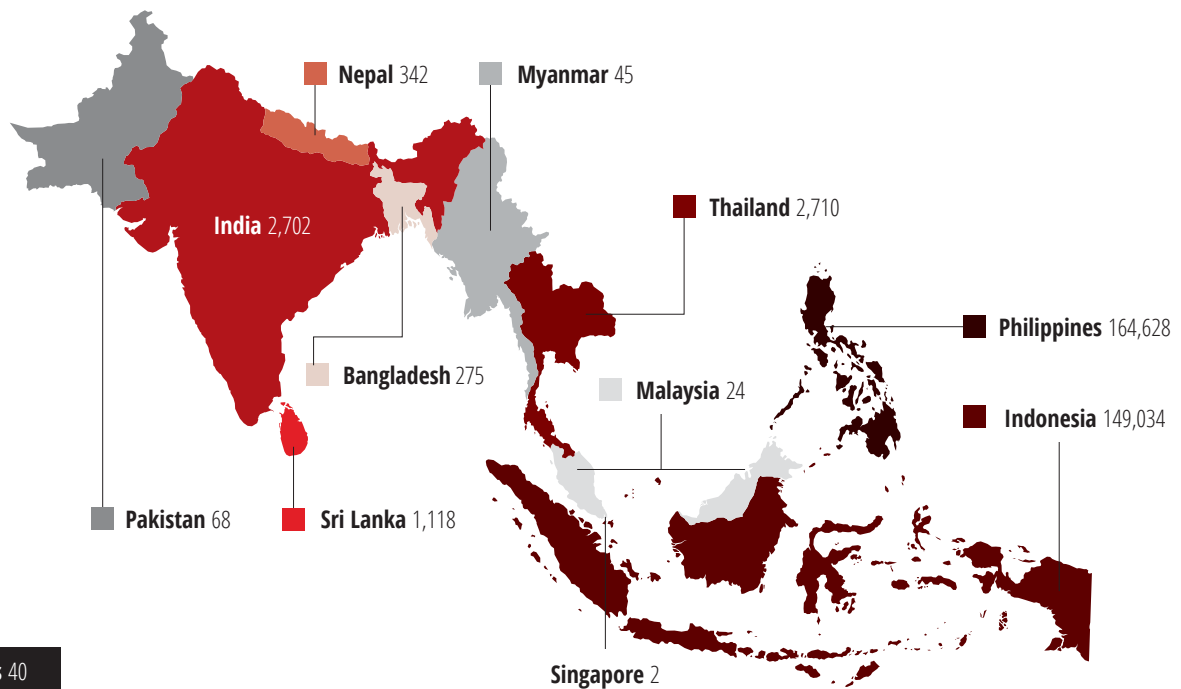 Nepal 342
Myanmar 45
Thailand 2,710
India 2,702
Philippines 164,628
Bangladesh 275
Malaysia 24
Indonesia 149,034
Pakistan 68
Sri Lanka 1,118
Singapore 2
40